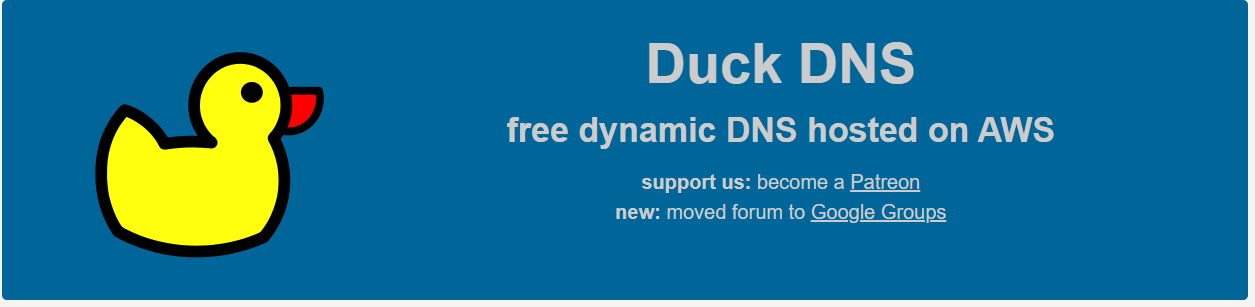 Duck DNS
free dynamic DNS hosted on AWS
support us: become a Patreon
new: moved forum to Google Groups